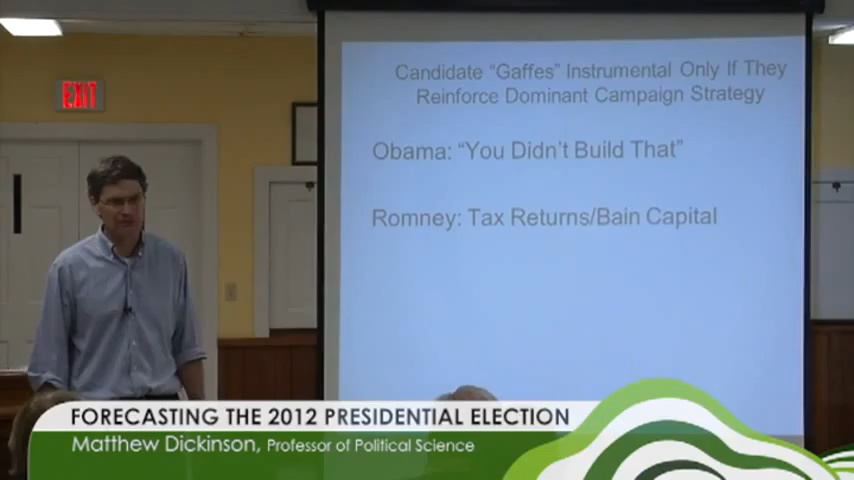 EXIT
Candidate "Gaffes" Instrumental Only If They
Reinforce Dominant Campaign Strategy
Obama: "You Didn't Build That"
Romney: Tax Returns/Bain Capital
FORECASTING THE 2012 PRESIDENTIAL ELECTION
Matthew Dickinson, Professor of Political Science